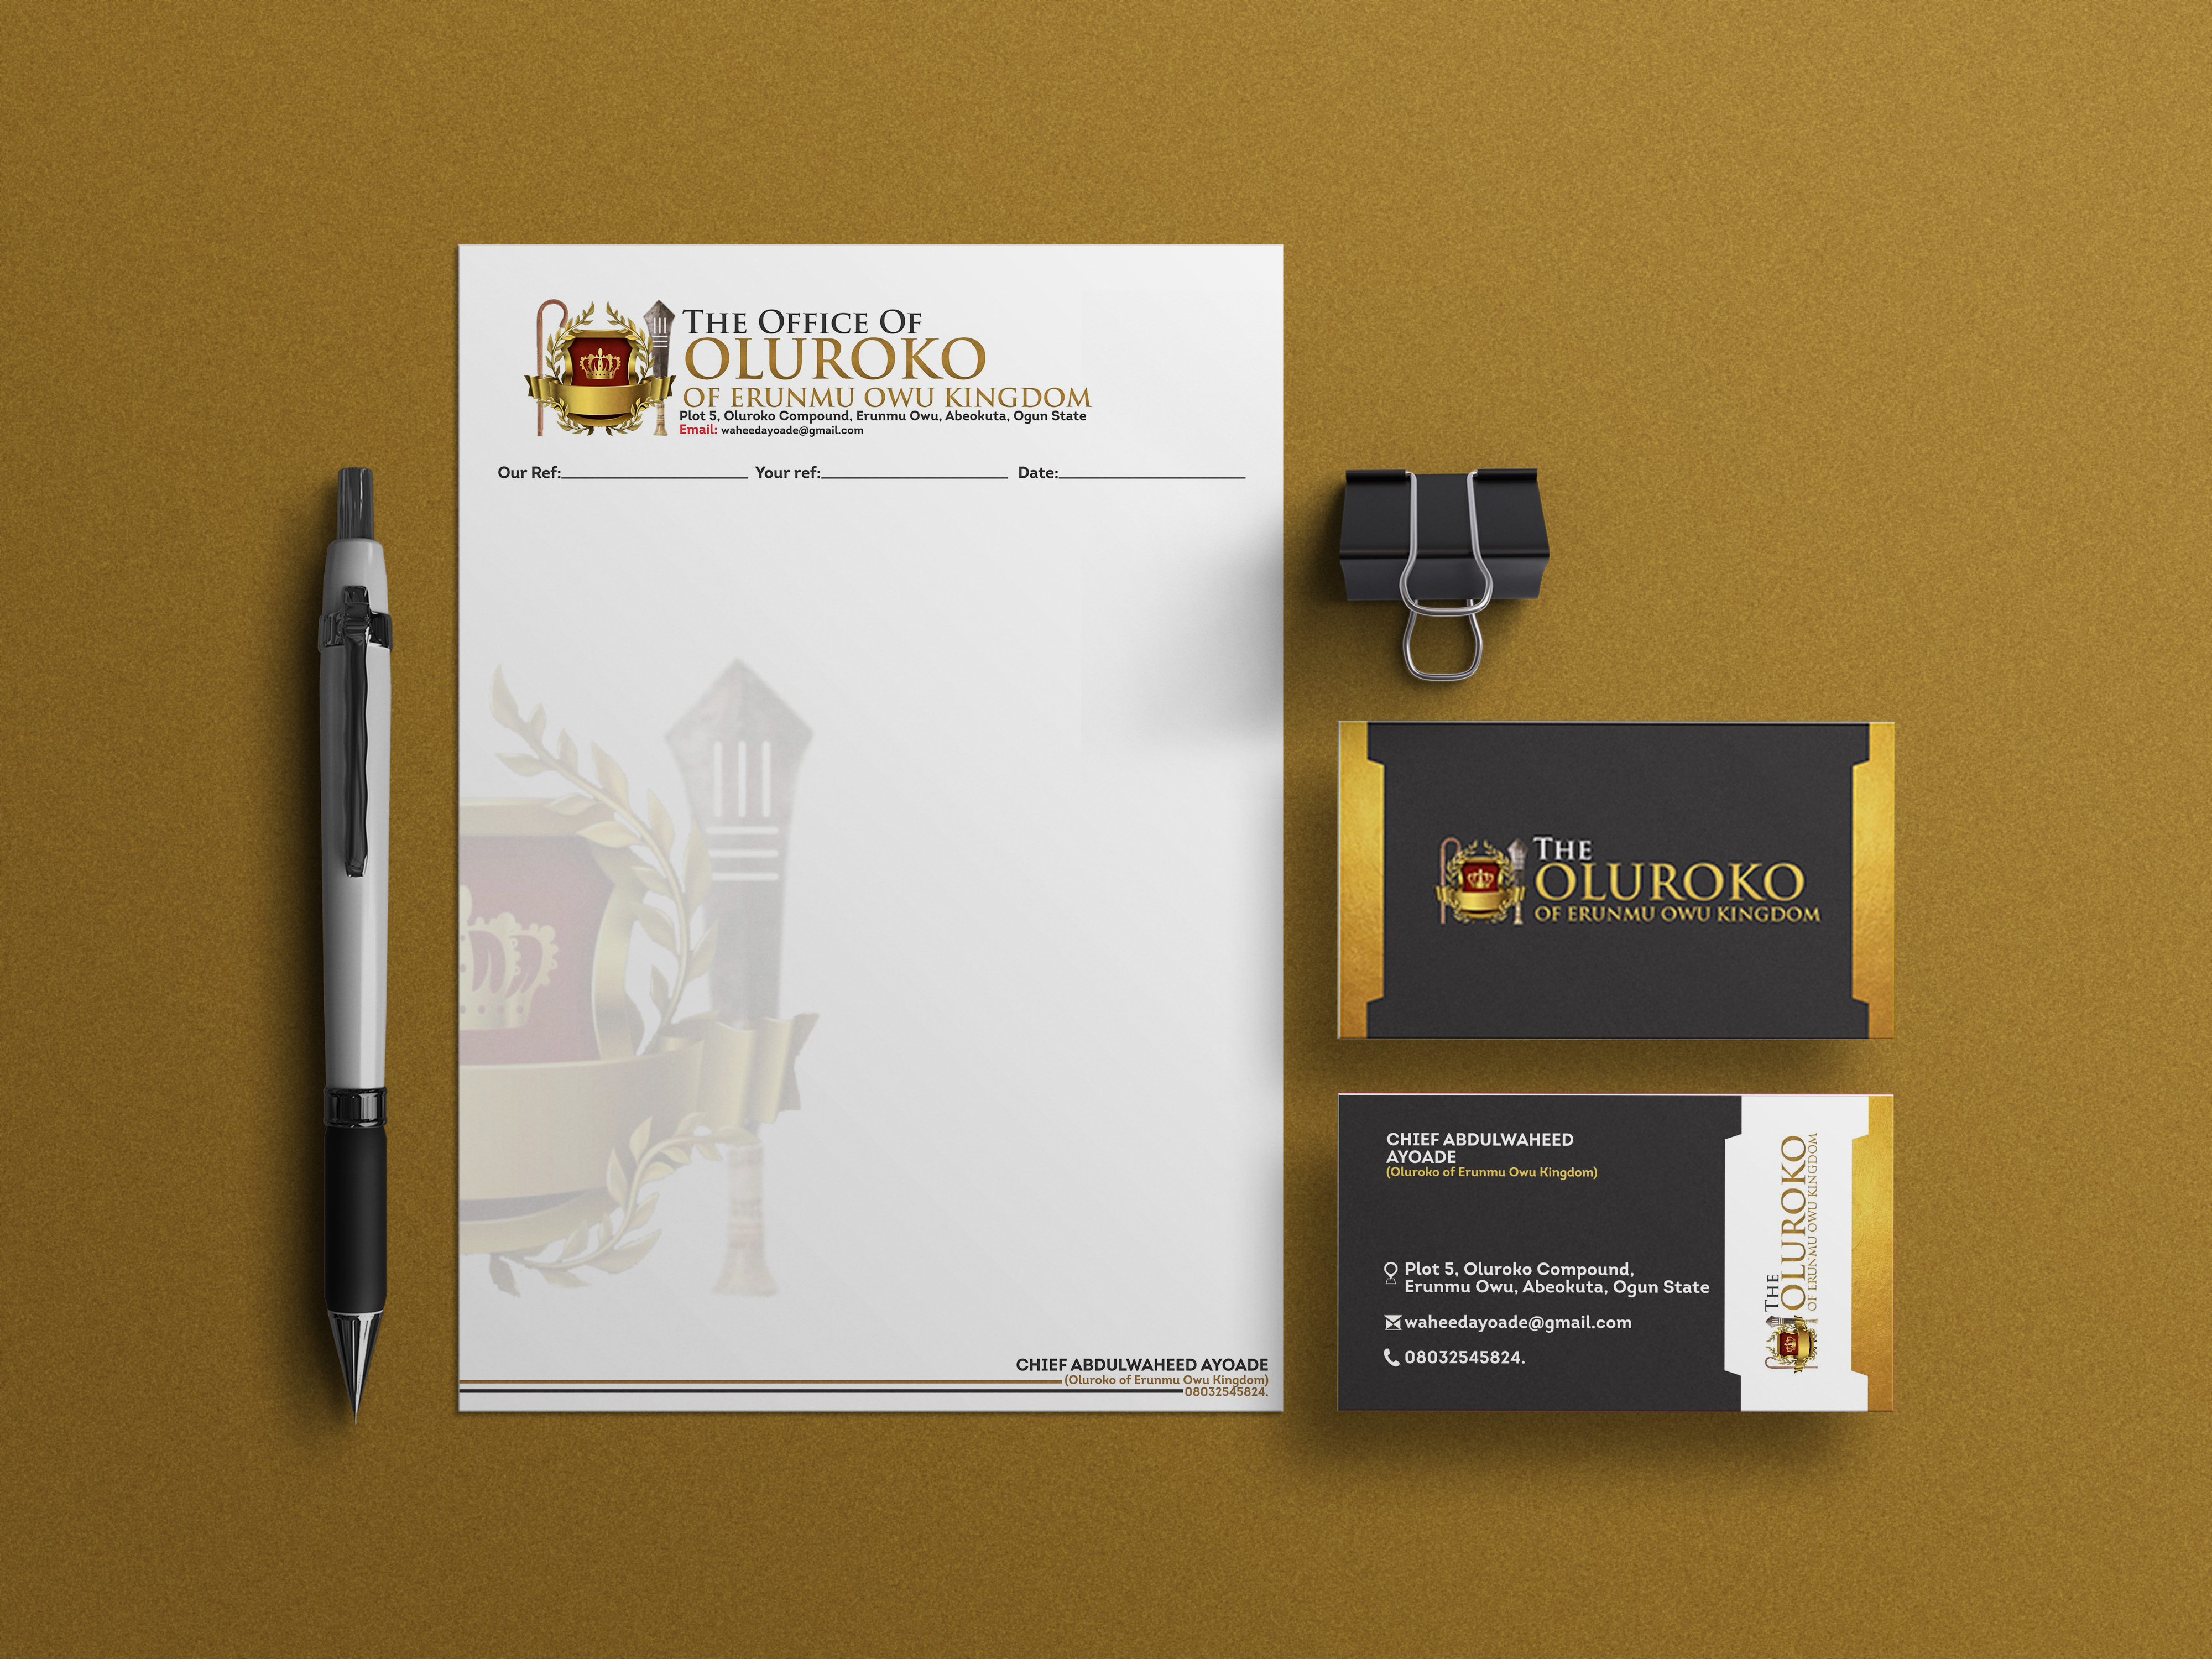 THE OFFICE OF
OLUROKO
OF ERUNMU OWU KINGDOM
Plot 5, Oluroko Compound, Erunmu Owu, Abeokuta, Ogun State
Email: waheedayoade@gmail.com
Our Ref:____________ Your ref:____________ Date:____________
CHIEF ABDULWAHEED AYOADE
(Oluroko of Erunmu Owu Kingdom)
08032545824.
THE
OLUROKO
OF ERUNMU OWU KINGDOM
CHIEF ABDULWAHEED
AYOADE
(Oluroko of Erunmu Owu Kingdom)
Plot 5, Oluroko Compound,
Erunmu Owu, Abeokuta, Ogun State
waheedayoade@gmail.com
08032545824.
THE
OLUROKO
OF ERUNMU OWU KINGDOM